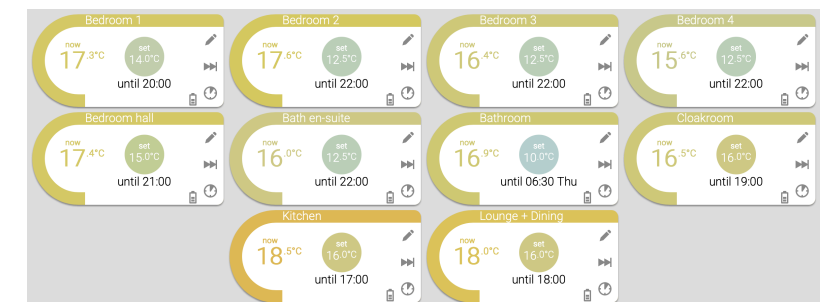 Bedroom 1
now
17.3°C
set
14.0°C
until 20:00
Bedroom 2
now
17.6°C
set
12.5°C
until 22:00
Bedroom 3
now
16.4°C
set
12.5°C
until 22:00
Bedroom 4
now
15.6°C
set
12.5°C
until 22:00
Bedroom hall
now
17.4°C
set
15.0°C
until 21:00
Bath en-suite
now
16.0°C
set
12.5°C
until 22:00
Bathroom
now
16.9°C
set
10.0°C
until 06:30 Thu
Cloakroom
now
16.5°C
set
16.0°C
until 19:00
Kitchen
now
18.5°C
set
16.0°C
until 17:00
Lounge + Dining
now
18.0°C
set
16.0°C
until 18:00